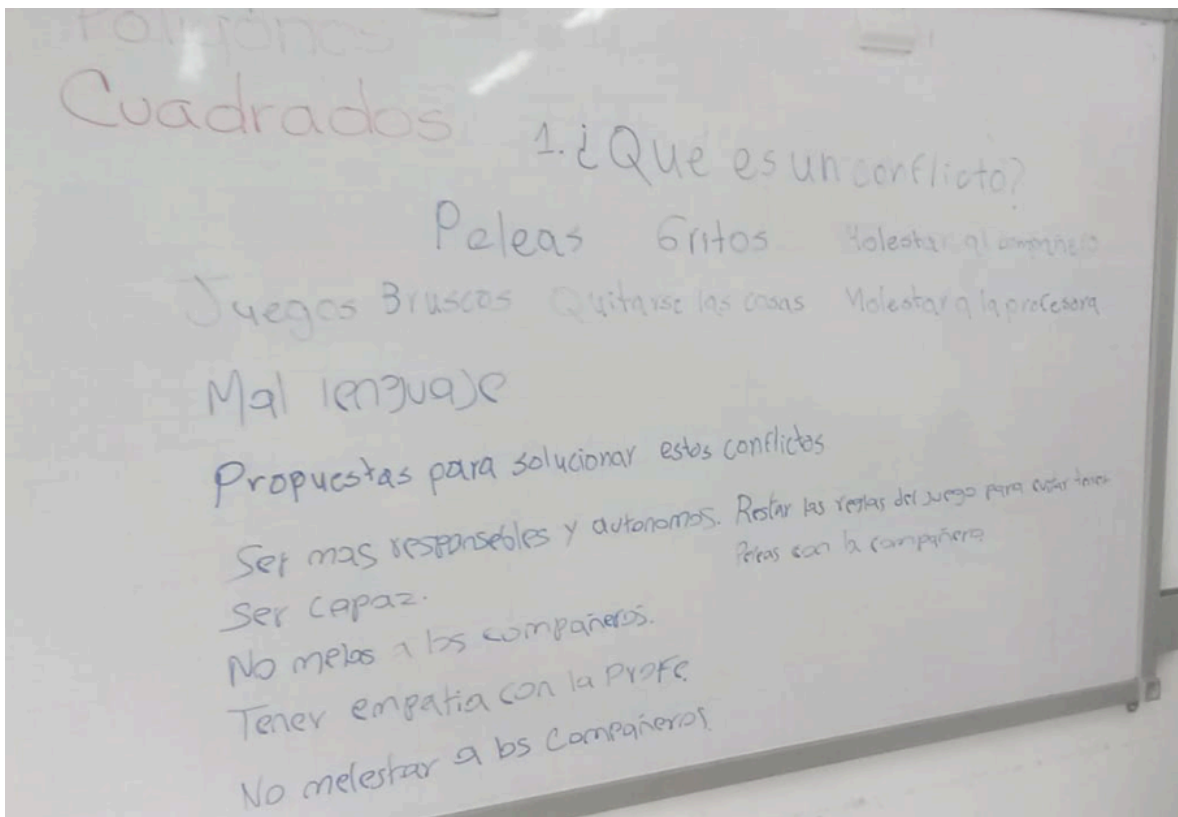 Poligonos
Cuadrados
1. ¿Que es un conflicto?
Peleas Gritos Molestar al compañero
Juegos Bruscos Quitarse las cosas Molestar a la profesora
Mal lenguaje
Propuestas para solucionar estos conflictos
Ser mas responsebles y autonomos. Restar las reglas del juego para evitar tener
Peleas con la compañera
Ser capaz.
No a los compañeros.
Tener empatia con la Profe
No melestar a los compañeros